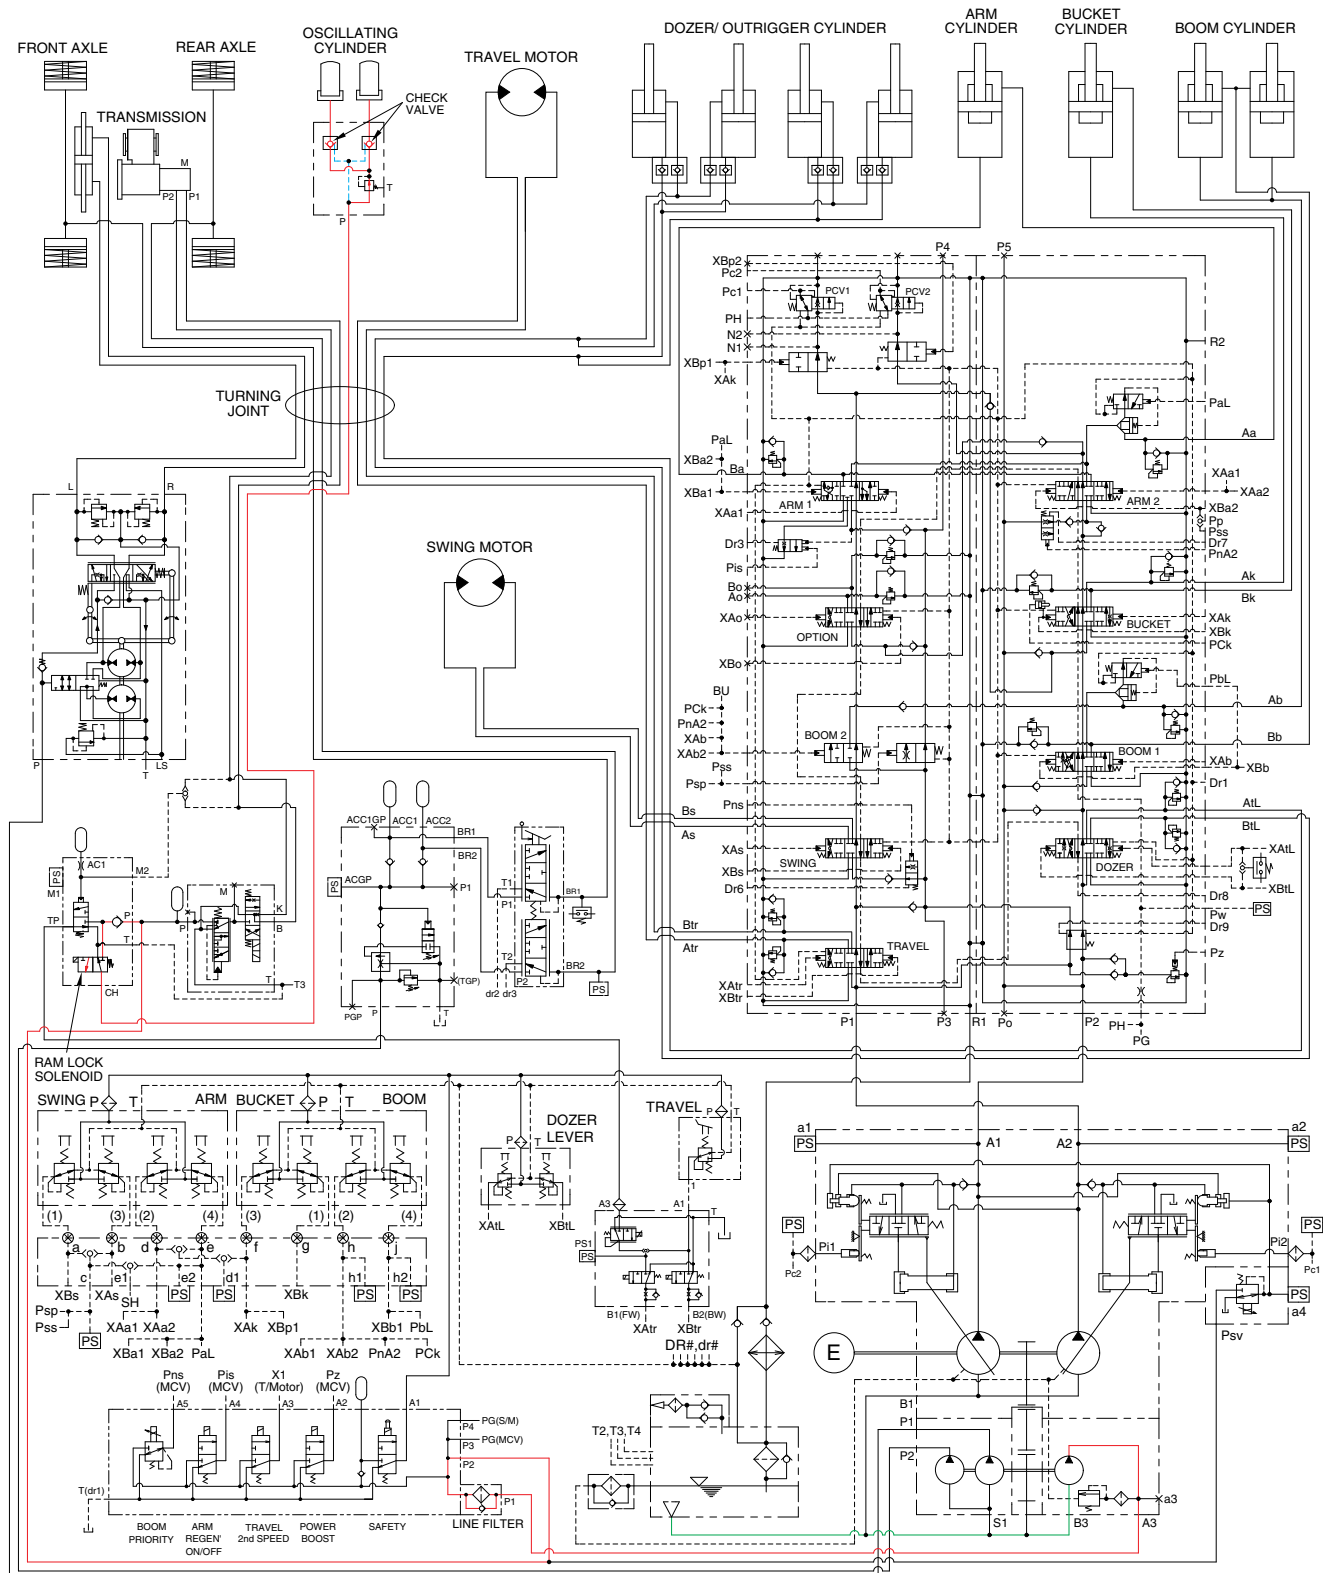 FRONT AXLE
REAR AXLE
OSCILLATING
CYLINDER
TRAVEL MOTOR
DOZER/ OUTRIGGER CYLINDER
ARM
CYLINDER
BUCKET
CYLINDER
BOOM CYLINDER
CHECK
VALVE
TRANSMISSION
M
P2
P1
T
P
TURNING
JOINT
P4
P5
XBp2
Pc2
Pc1
PCV1
PCV2
PH
N2
N1
XBp1
XAk
R2
PaL
Aa
PaL
XBa2
Ba
XBa1
ARM 1
XAa1
ARM 2
XAa1
XAa2
XBa2
Pp
Pss
Dr7
PnA2
Dr3
Pis
Bo
Ao
XAo
OPTION
XBo
Ak
Bk
XAk
BUCKET
XBk
PCk
PbL
BU
PCk
PnA2
XAb
XAb2
BOOM 2
Pss
Psp
Ab
Bb
BOOM 1
XAb
XBb
Dr1
Pns
Bs
As
XAs
SWING
XBs
Dr6
AtL
BtL
XAtL
DOZER
XBtL
Dr8
PS
Pw
Dr9
Btr
Atr
TRAVEL
Pz
XAtr
XBtr
P1
P3
R1
Po
P2
PH
PG
L
R
P
T
LS
SWING MOTOR
AC1
PS
M1
M2
TP
P
T
CH
M
P
K
B
T
T3
RAM LOCK
SOLENOID
ACC1GP
ACC1
ACC2
BR1
BR2
PS
ACGP
P1
(TGP)
PGP
P
T
T1
P1
BR1
T2
P2
BR2
dr2
dr3
PS
SWING
P
T
ARM
BUCKET
P
T
BOOM
(1)
(3)
(2)
(4)
(3)
(1)
(2)
(4)
a
b
d
e
f
g
h
j
c
e1
e2
d1
h1
h2
PS
PS
PS
PS
XBs
XAs
SH
XBk
Psp
Pss
PS
XAa1
XAa2
XAk
XBp1
XBb1
PbL
XBa1
XBa2
PaL
XAb1
XAb2
PnA2
PCk
DOZER
LEVER
P
T
XAtL
XBtL
TRAVEL
P
T
A3
A1
T
PS1
PS
B1(FW)
B2(BW)
XAtr
XBtr
DR#,dr#
Pns
(MCV)
Pis
(MCV)
X1
(T/Motor)
Pz
(MCV)
A5
A4
A3
A2
A1
P4
PG(S/M)
P3
PG(MCV)
P2
P1
T(dr1)
LINE FILTER
BOOM
PRIORITY
ARM
REGEN'
ON/OFF
TRAVEL
2nd SPEED
POWER
BOOST
SAFETY
T2,T3,T4
a1
PS
A1
A2
a2
PS
PS
Pi1
Pc2
PS
Pi2
Pc1
PS
a4
Psv
E
B1
P1
P2
S1
B3
A3
a3